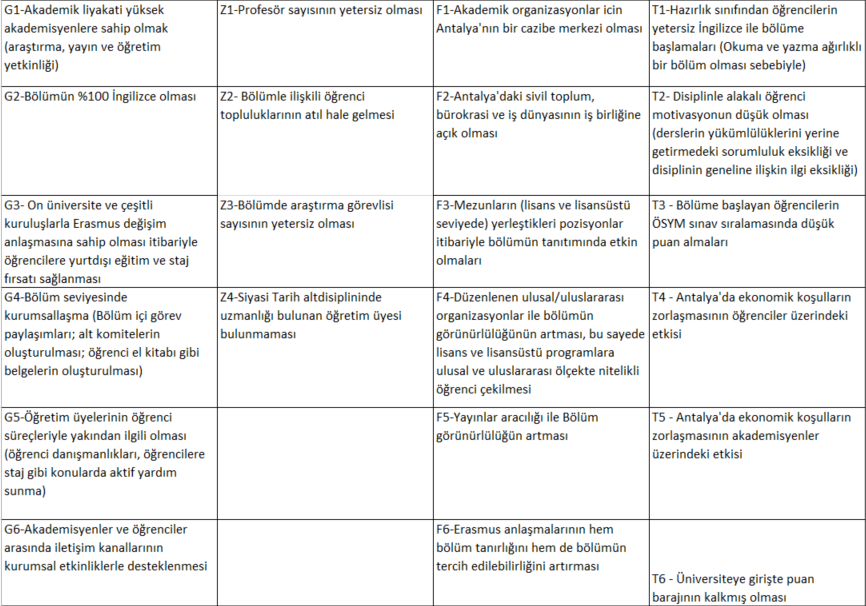 G1-Akademik liyakati yüksek
akademisyenlere sahip olmak
(araştırma, yayın ve öğretim
yetkinliği)
Z1-Profesör sayısının yetersiz olması
F1-Akademik organizasyonlar icin
Antalya'nın bir cazibe merkezi olması
T1-Hazırlık sınıfından öğrencilerin
yetersiz İngilizce ile bölüme
başlamaları (Okuma ve yazma ağırlıklı
bir bölüm olması sebebiyle)
G2-Bölümün %100 İngilizce olması
Z2- Bölümle ilişkili öğrenci
topluluklarının atıl hale gelmesi
F2-Antalya'daki sivil toplum,
bürokrasi ve iş dünyasının iş birliğine
açık olması
T2- Disiplinle alakalı öğrenci
motivasyonun düşük olması
(derslerin yükümlülüklerini yerine
getirmedeki sorumluluk eksikliği ve
disiplinin geneline ilişkin ilgi eksikliği)
G3- On üniversite ve çeşitli
kuruluşlarla Erasmus değişim
anlaşmasına sahip olması itibariyle
öğrencilere yurtdışı eğitim ve staj
fırsatı sağlanması
Z3-Bölümde araştırma görevlisi
sayısının yetersiz olması
F3-Mezunların (lisans ve lisansüstü
seviyede) yerleştikleri pozisyonlar
itibariyle bölümün tanıtımında etkin
olmaları
T3 - Bölüme başlayan öğrencilerin
ÖSYM sınav sıralamasında düşük
puan almaları
G4-Bölüm seviyesinde
kurumsallaşma (Bölüm içi görev
paylaşımları; alt komitelerin
oluşturulması; öğrenci el kitabı gibi
belgelerin oluşturulması)
Z4-Siyasi Tarih altdisiplininde
uzmanlığı bulunan öğretim üyesi
bulunmaması
F4-Düzenlenen ulusal/uluslararası
organizasyonlar ile bölümün
görünürlülüğünün artması, bu sayede
lisans ve lisansüstü programlara
ulusal ve uluslararası ölçekte nitelikli
öğrenci çekilmesi
T4 - Antalya'da ekonomik koşulların
zorlaşmasının öğrenciler üzerindeki
etkisi
G5-Öğretim üyelerinin öğrenci
süreçleriyle yakından ilgili olması
(öğrenci danışmanlıkları, öğrencilere
staj gibi konularda aktif yardım
sunma)
F5-Yayınlar aracılığı ile Bölüm
görünürlülüğün artması
T5 - Antalya'da ekonomik koşulların
zorlaşmasının akademisyenler
üzerindeki etkisi
G6-Akademisyenler ve öğrenciler
arasında iletişim kanallarının
kurumsal etkinliklerle desteklenmesi
F6-Erasmus anlaşmalarının hem
bölüm tanırlığını hem de bölümün
tercih edilebilirliğini artırması
T6 - Üniversiteye girişte puan
barajının kalkmış olması